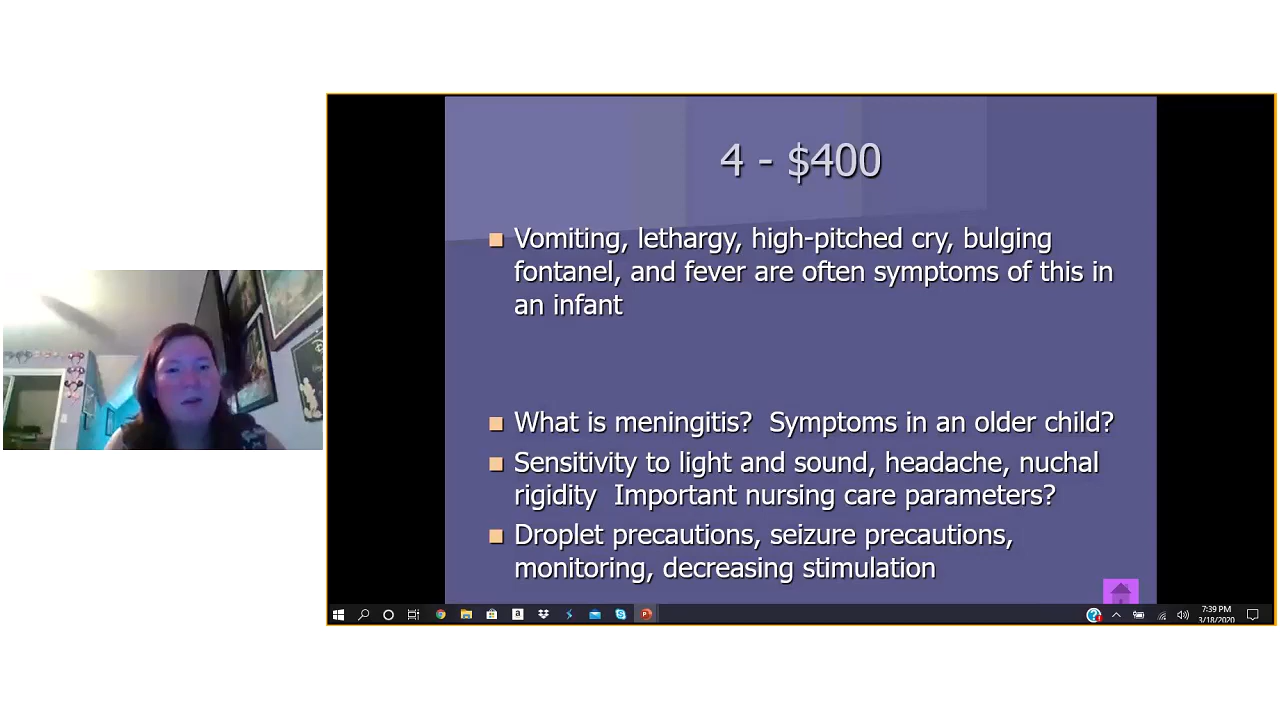 4 - $400
Vomiting, lethargy, high-pitched cry, bulging
fontanel, and fever are often symptoms of this in
an infant
What is meningitis?  Symptoms in an older child?
Sensitivity to light and sound, headache, nuchal
rigidity  Important nursing care parameters?
Droplet precautions, seizure precautions,
monitoring, decreasing stimulation
7:39 PM
3/18/2020